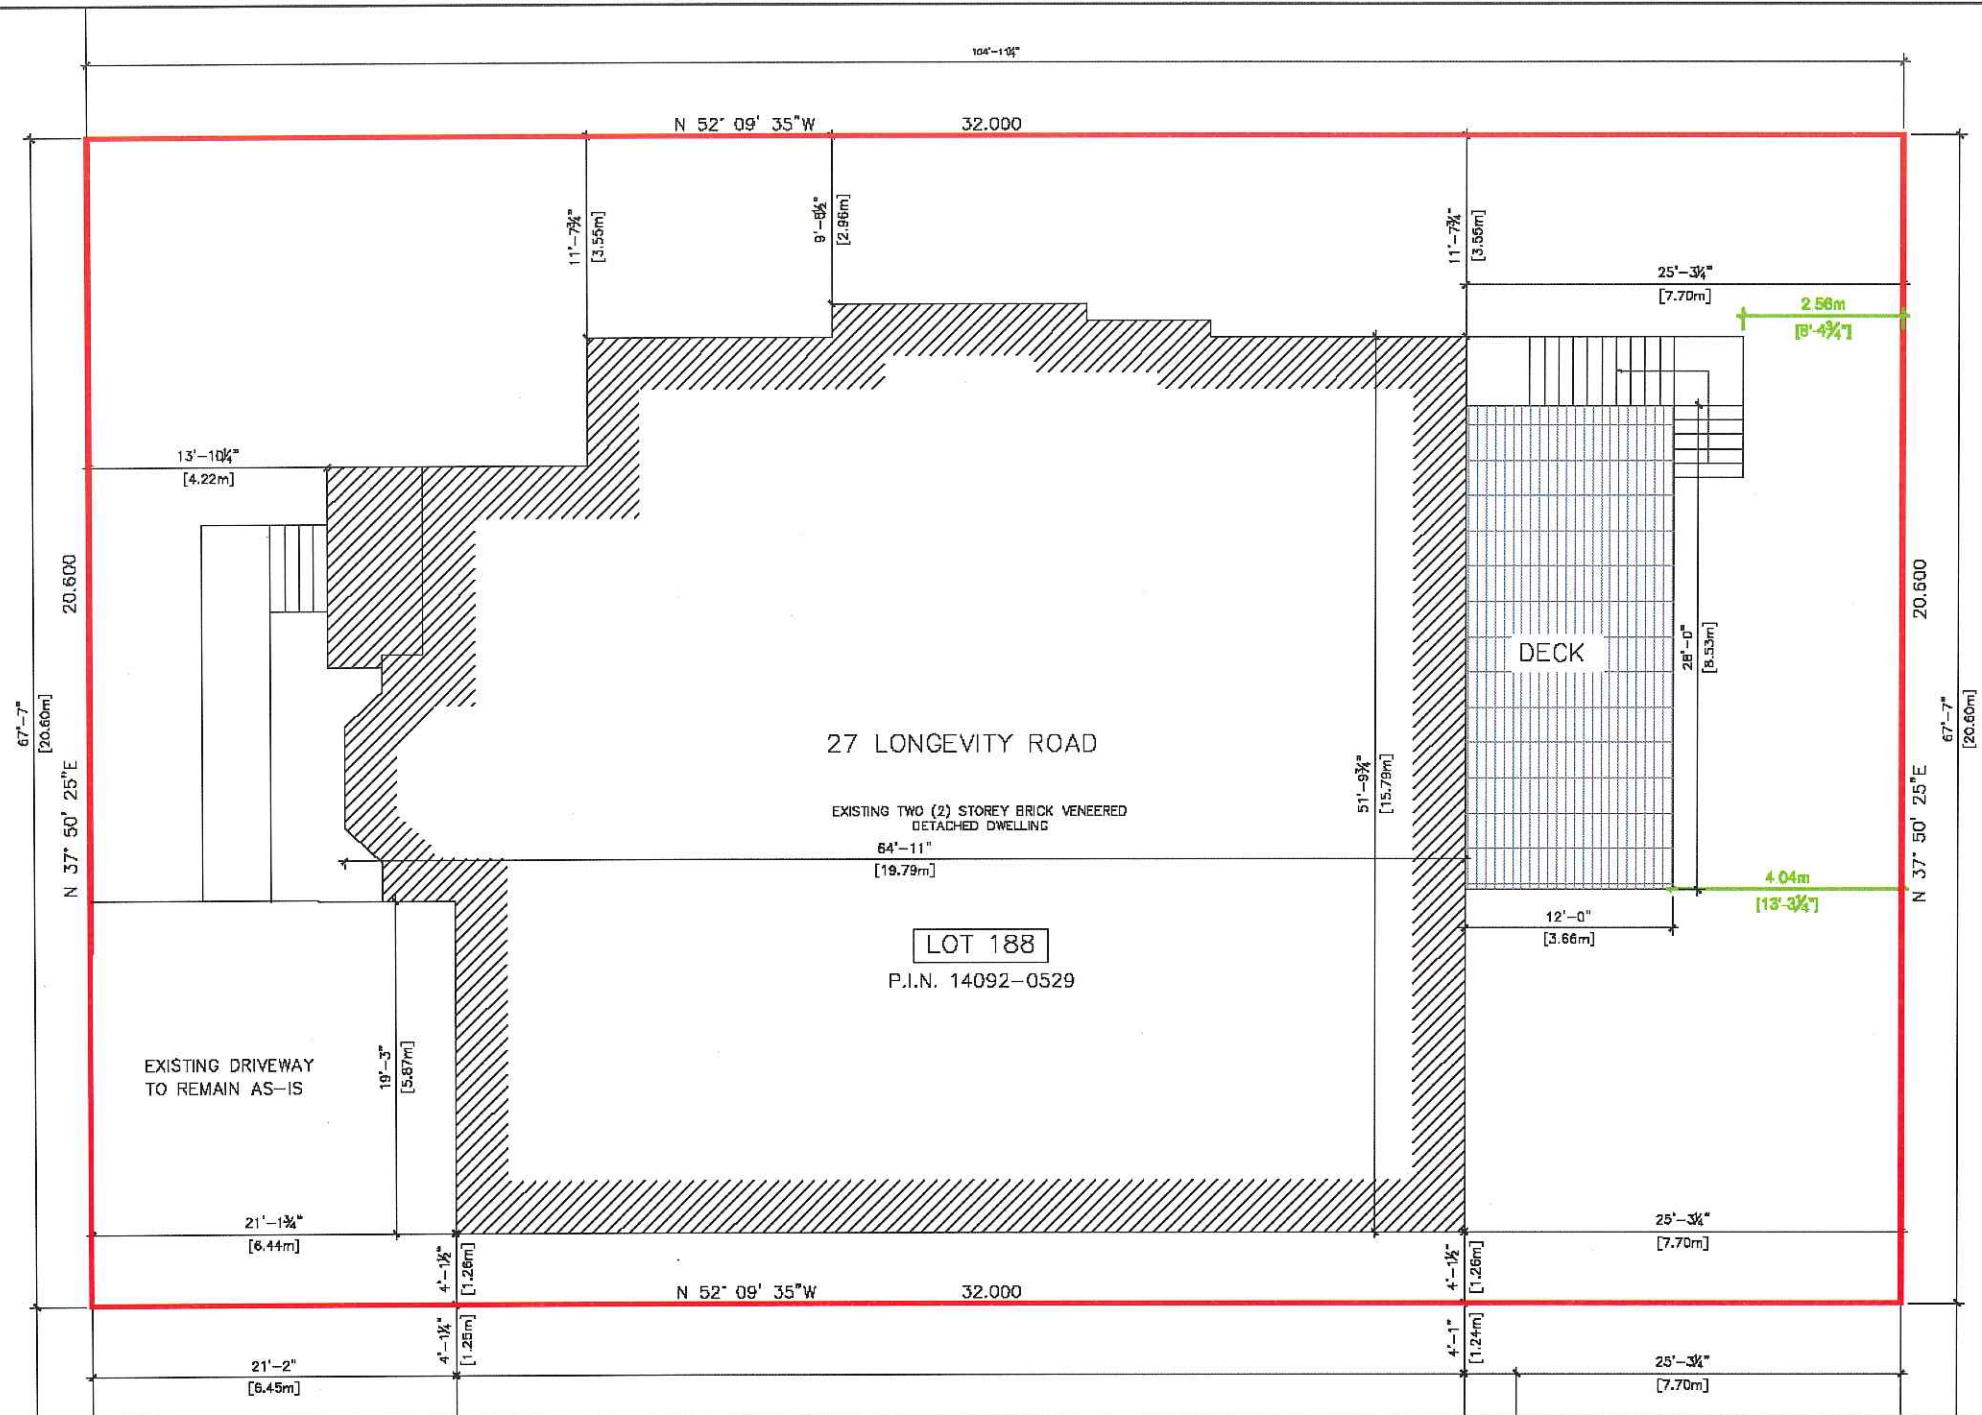 104'-11¾"
N 52° 09' 35"W 32.000
11'-7¾"
[3.55m]
9'-8½"
[2.96m]
11'-7¾"
[3.55m]
25'-3¼"
[7.70m]
2.56m
[8'-4¾"]
13'-10¼"
[4.22m]
20.600
N 37° 50' 25"E
67'-7"
[20.60m]
DECK
28'-0"
[8.53m]
20.600
N 37° 50' 25"E
67'-7"
[20.60m]
27 LONGEVITY ROAD
EXISTING TWO (2) STOREY BRICK VENEERED
DETACHED DWELLING
51'-9¾"
[15.79m]
64'-11"
[19.79m]
4.04m
[13'-3¼"]
12'-0"
[3.66m]
LOT 188
P.I.N. 14092-0529
EXISTING DRIVEWAY
TO REMAIN AS-IS
19'-3"
[5.87m]
21'-1¾"
[6.44m]
4'-1½"
[1.26m]
N 52° 09' 35"W 32.000
4'-1½"
[1.26m]
25'-3¼"
[7.70m]
4'-1¼"
[1.25m]
4'-1"
[1.24m]
21'-2"
[6.45m]
25'-3¼"
[7.70m]